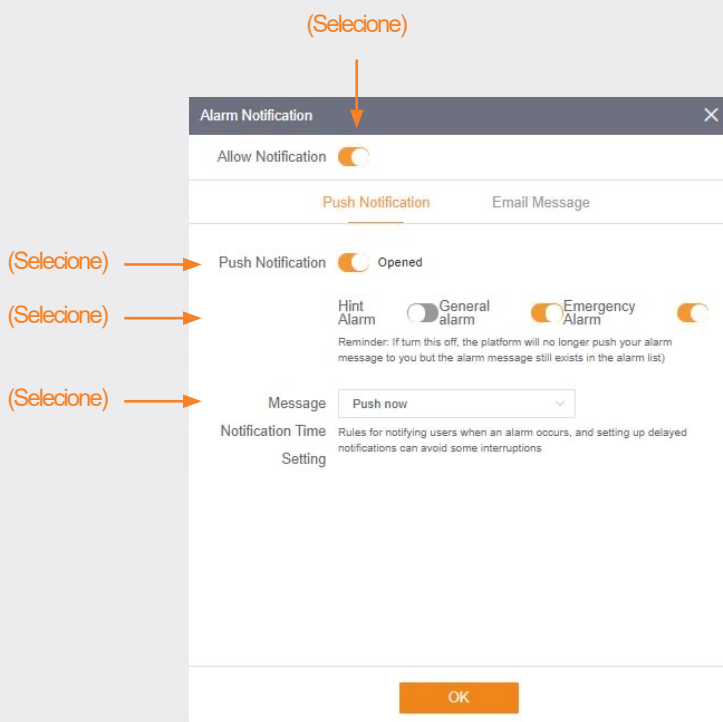 (Selecione)
Alarm Notification
Allow Notification
Push Notification
Email Message
(Selecione)
Push Notification
Opened
(Selecione)
Hint
Alarm
General
alarm
Emergency
Alarm
Reminder: If turn this off, the platform will no longer push your alarm
message to you but the alarm message still exists in the alarm list)
(Selecione)
Message
Notification Time
Setting
Push now
Rules for notifying users when an alarm occurs, and setting up delayed
notifications can avoid some interruptions
OK